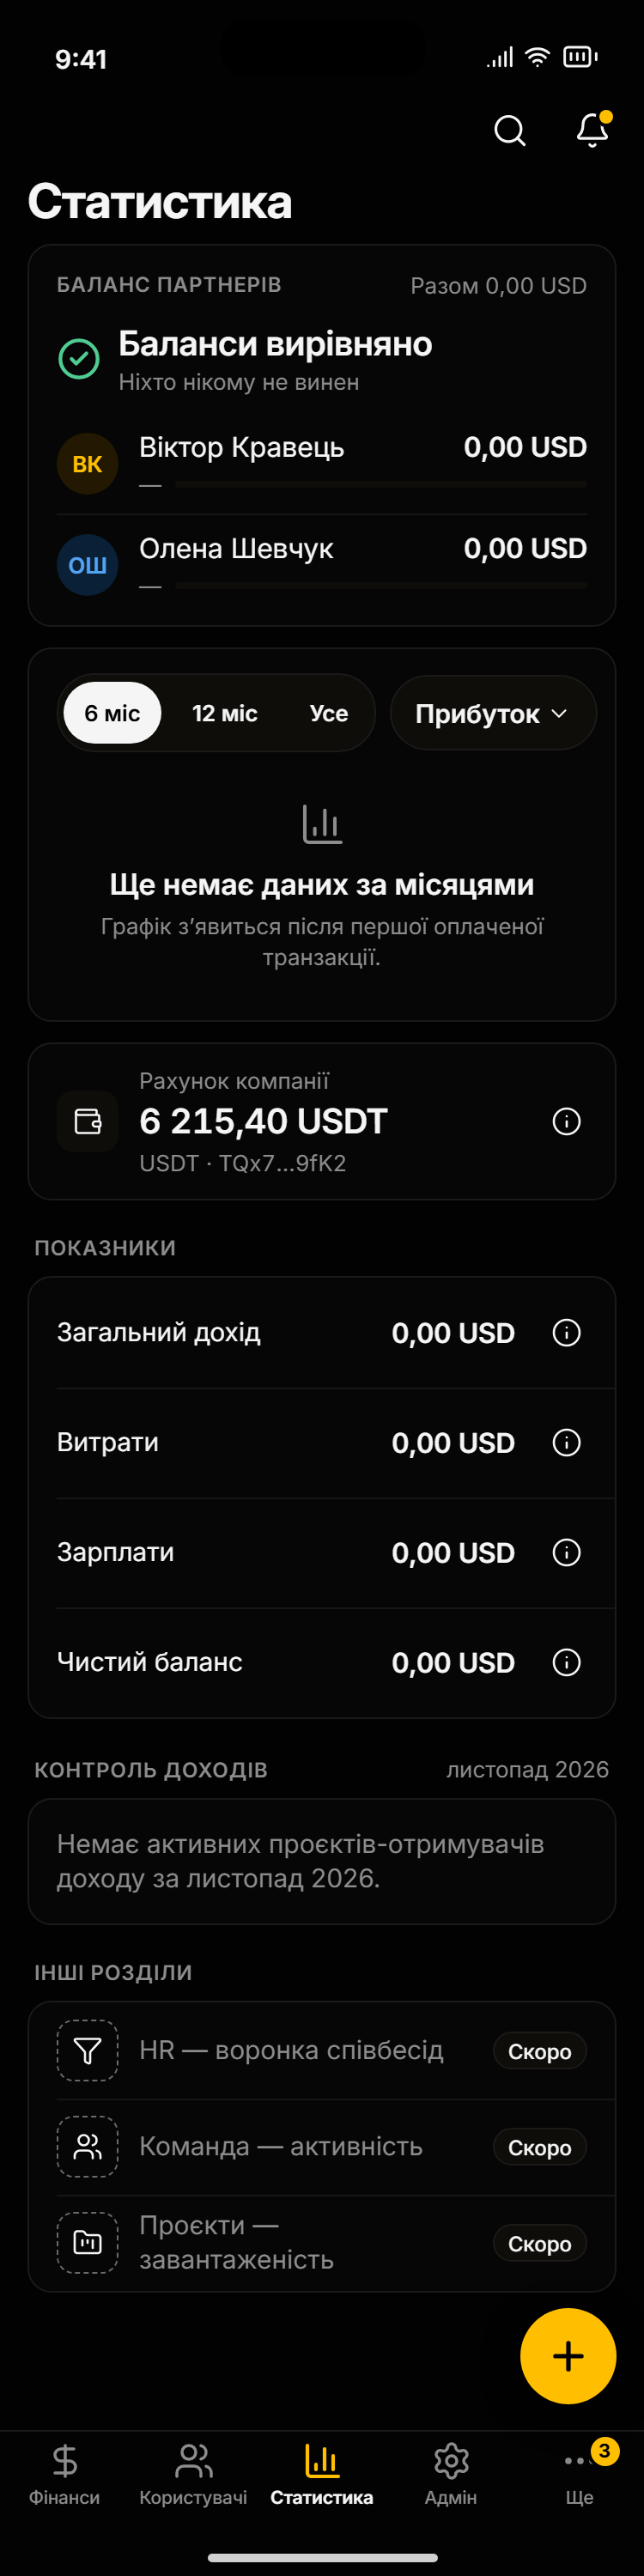 9:41
Статистика
БАЛАНС ПАРТНЕРІВ Разом 0,00 USD
Баланси вирівняно
Ніхто нікому не винен
ВК Віктор Кравець 0,00 USD
—
ОШ Олена Шевчук 0,00 USD
—
6 міс 12 міс Усе Прибуток
Ще немає даних за місяцями
Графік з’явиться після першої оплаченої
транзакції.
Рахунок компанії
6 215,40 USDT
USDT · TQx7…9fK2
ПОКАЗНИКИ
Загальний дохід 0,00 USD
Витрати 0,00 USD
Зарплати 0,00 USD
Чистий баланс 0,00 USD
КОНТРОЛЬ ДОХОДІВ листопад 2026
Немає активних проєктів-отримувачів
доходу за листопад 2026.
ІНШІ РОЗДІЛИ
HR — воронка співбесід Скоро
Команда — активність Скоро
Проєкти —
завантаженість Скоро
3
Фінанси Користувачі Статистика Адмін Ще